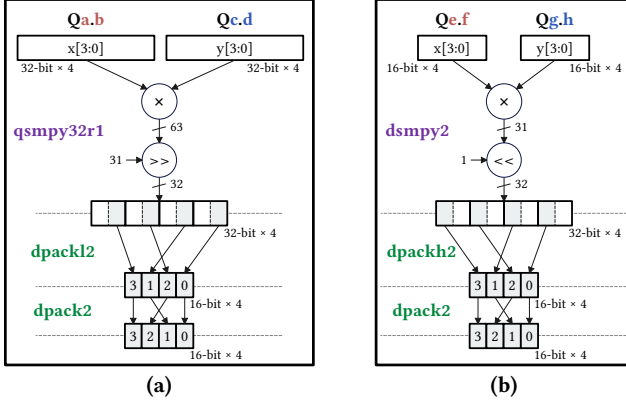 Qa.b Qc.d
x[3:0] y[3:0]
32-bit × 4 32-bit × 4
×
qsmpy32r1 63
31 >>
32
32-bit × 4
dpackl2
3 1 2 0
16-bit × 4
dpack2
3 2 1 0
16-bit × 4
(a)
Qe.f Qg.h
x[3:0] y[3:0]
16-bit × 4 16-bit × 4
×
dsmpy2 31
1 <<
32
32-bit × 4
dpackh2
3 1 2 0
16-bit × 4
dpack2
3 2 1 0
16-bit × 4
(b)